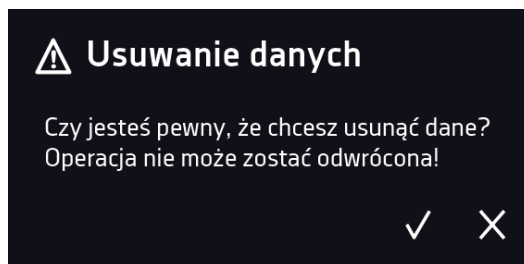 Usuwanie danych
Czy jesteś pewny, że chcesz usunąć dane?
Operacja nie może zostać odwrócona!